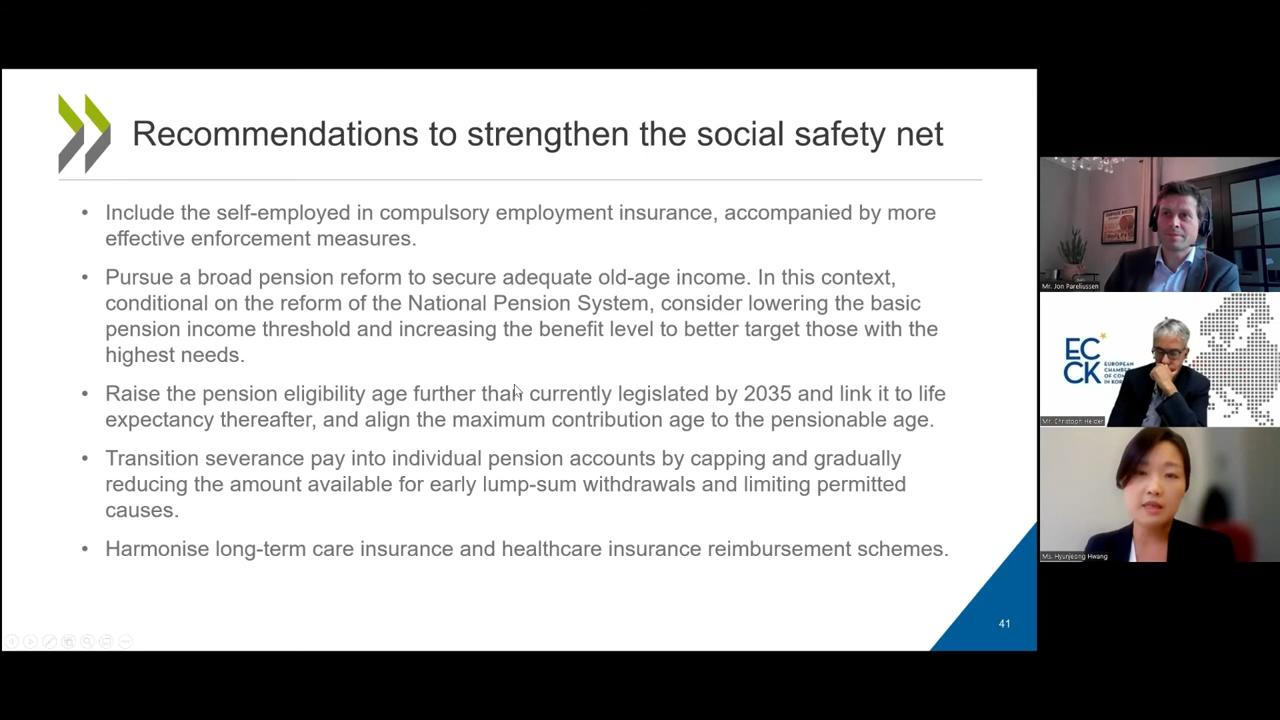 Recommendations to strengthen the social safety net
• Include the self-employed in compulsory employment insurance, accompanied by more
effective enforcement measures.
• Pursue a broad pension reform to secure adequate old-age income. In this context,
conditional on the reform of the National Pension System, consider lowering the basic
pension income threshold and increasing the benefit level to better target those with the
highest needs.
• Raise the pension eligibility age further than currently legislated by 2035 and link it to life
expectancy thereafter, and align the maximum contribution age to the pensionable age.
• Transition severance pay into individual pension accounts by capping and gradually
reducing the amount available for early lump-sum withdrawals and limiting permitted
causes.
• Harmonise long-term care insurance and healthcare insurance reimbursement schemes.
41
Mr. Jon Pareliussen
EC
CK
EUROPEAN
CHAMBER
OF COM
IN KOR
Mr. Christoph Heider
Ms. Hyunjeong Hwang